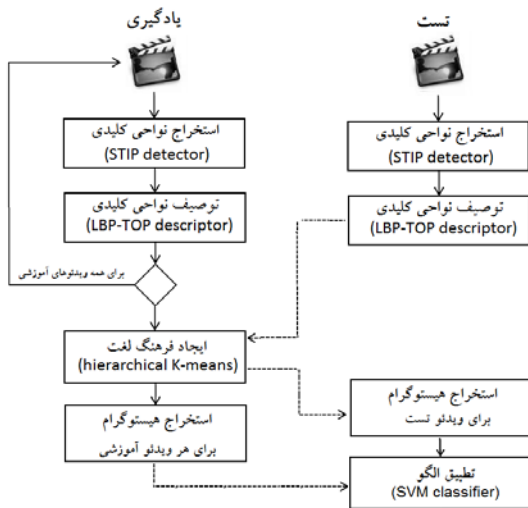 یادگیری
استخراج نواحی کلیدی
(STIP detector)
توصیف نواحی کلیدی
(LBP-TOP descriptor)
برای همه ویدئوهای آموزشی
ایجاد فرهنگ لغت
(hierarchical K-means)
استخراج هیستوگرام
برای هر ویدئو آموزشی
تست
استخراج نواحی کلیدی
(STIP detector)
توصیف نواحی کلیدی
(LBP-TOP descriptor)
استخراج هیستوگرام
برای ویدئو تست
تطبیق الگو
(SVM classifier)